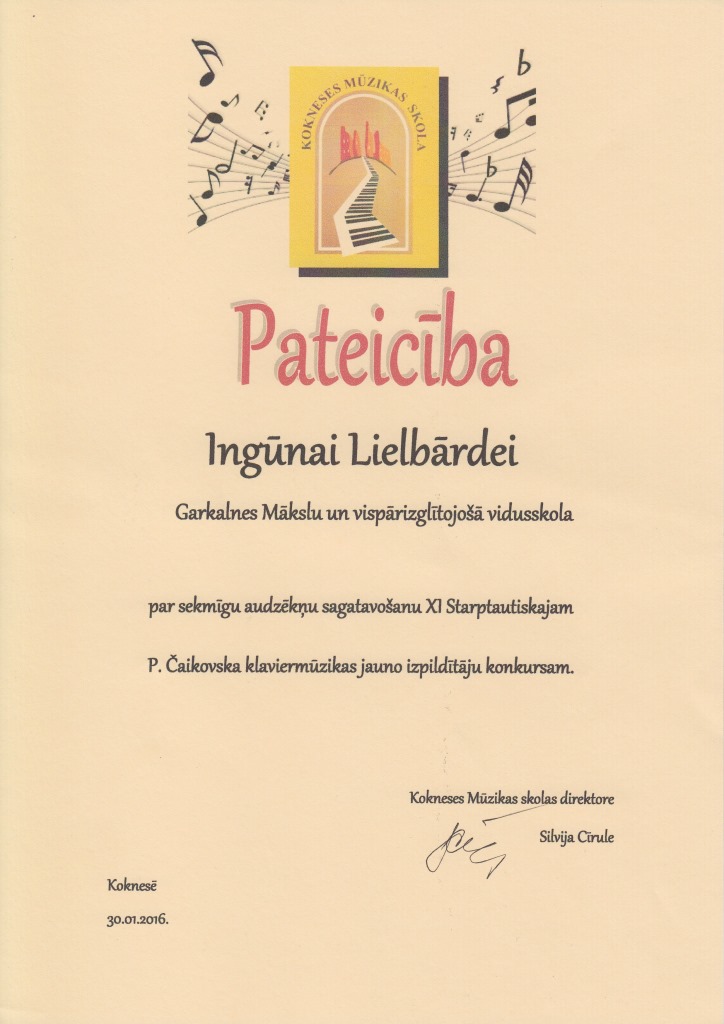 KOKNESES MŪZIKAS SKOLA
Pateicība
Ingūnai Lielbārdei
Garkalnes Mākslu un vispārizglītojošā vidusskola
par sekmīgu audzēkņu sagatavošanu XI Starptautiskajam
P. Čaikovska klaviermūzikas jauno izpildītāju konkursam.
Kokneses Mūzikas skolas direktore
Silvija Cīrule
Koknesē
30.01.2016.